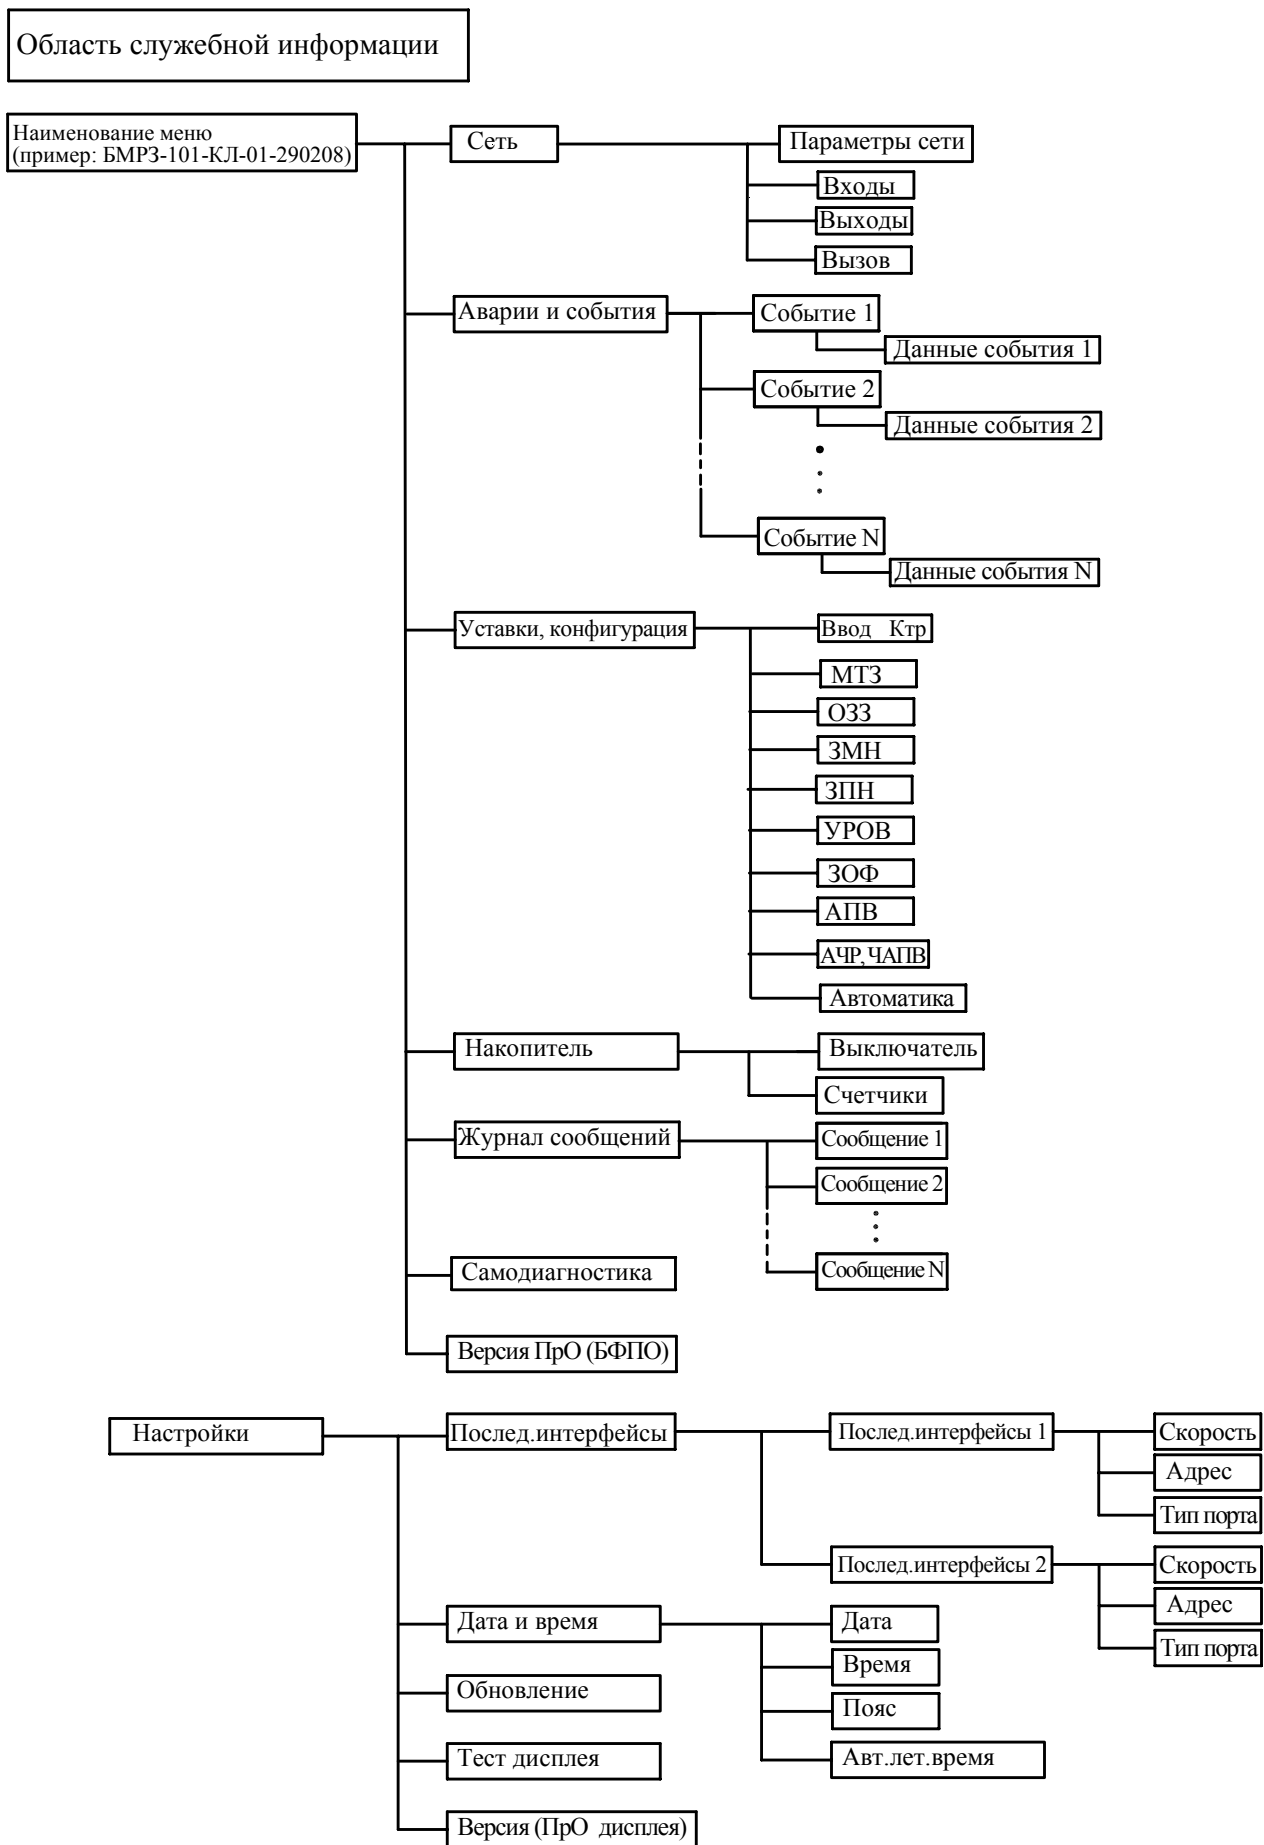 Область служебной информации
Наименование меню
(пример: БМРЗ-101-КЛ-01-290208)
Сеть
Параметры сети
Входы
Выходы
Вызов
Аварии и события
Событие 1
Данные события 1
Событие 2
Данные события 2
Событие N
Данные события N
Уставки, конфигурация
Ввод Ктр
МТЗ
ОЗЗ
ЗМН
ЗПН
УРОВ
ЗОФ
АПВ
АЧР, ЧАПВ
Автоматика
Накопитель
Выключатель
Счетчики
Журнал сообщений
Сообщение 1
Сообщение 2
Сообщение N
Самодиагностика
Версия ПрО (БФПО)
Настройки
Послед.интерфейсы
Послед.интерфейсы 1
Скорость
Адрес
Тип порта
Послед.интерфейсы 2
Скорость
Адрес
Тип порта
Дата и время
Дата
Время
Пояс
Авт.лет.время
Обновление
Тест дисплея
Версия (ПрО дисплея)